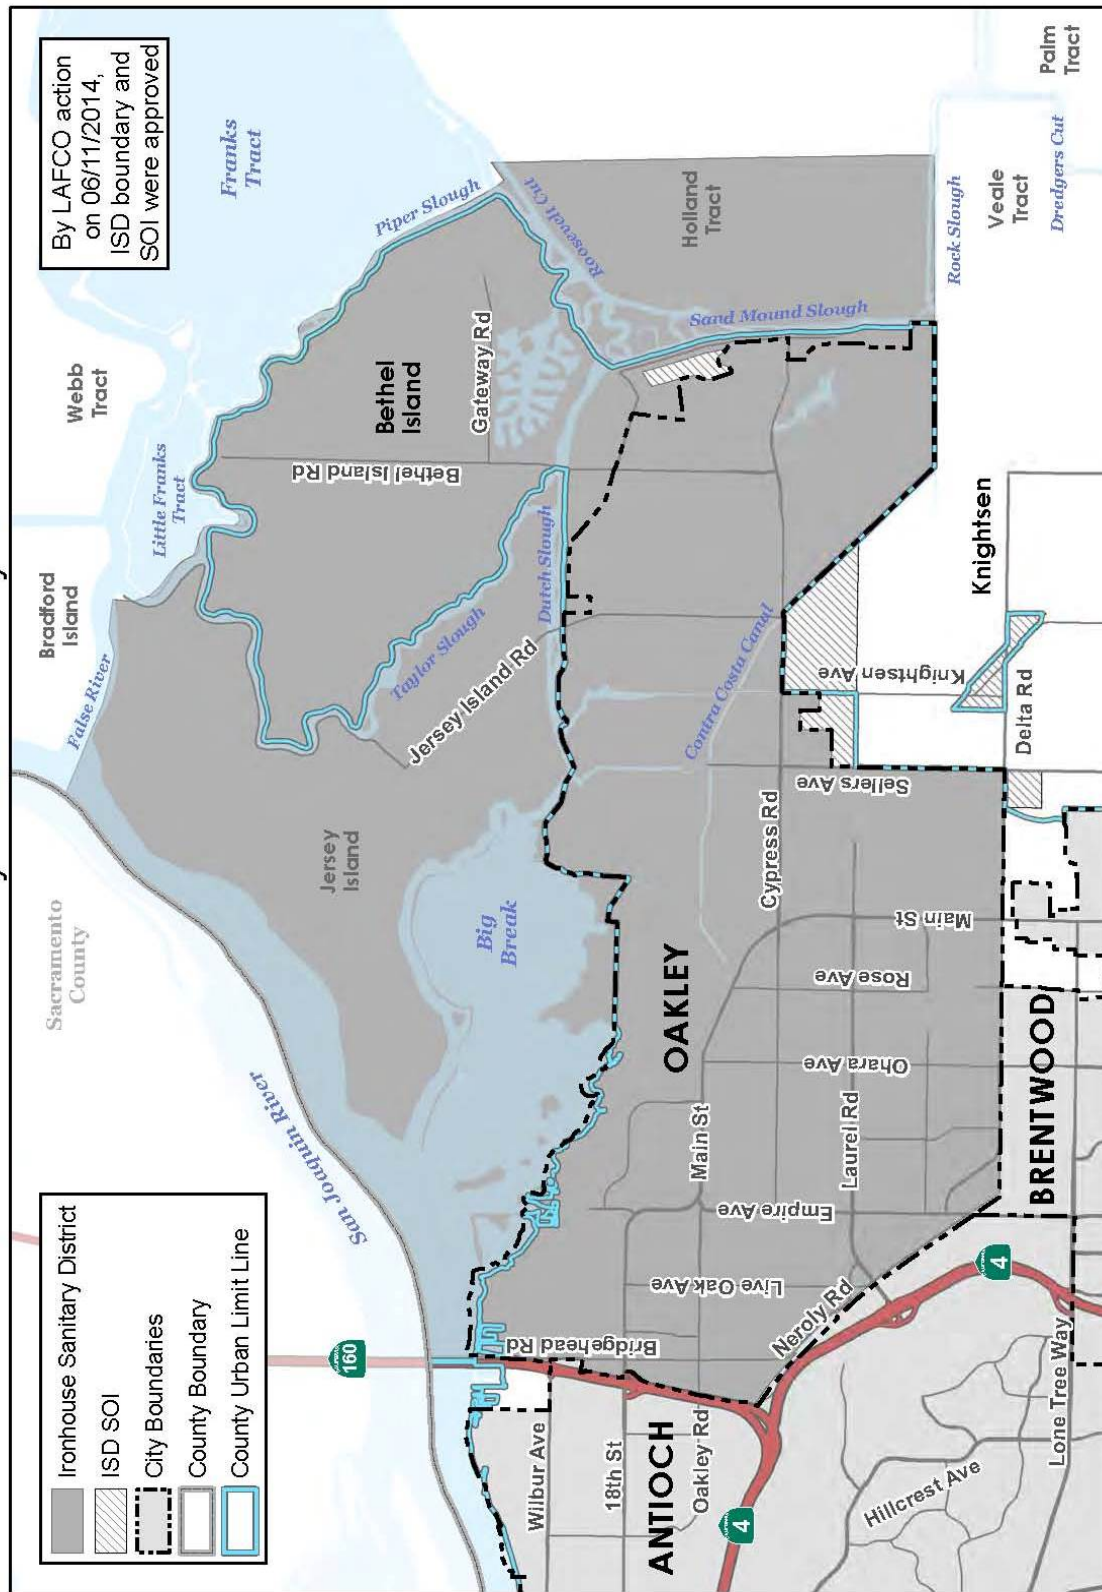 By LAFCO action
on 06/11/2014,
ISD boundary and
SOI were approved
Ironhouse Sanitary District
ISD SOI
City Boundaries
County Boundary
County Urban Limit Line
Sacramento
County
San Joaquin River
False River
Bradford
Island
Webb
Tract
Little Franks
Tract
Franks
Tract
Piper Slough
Roosevelt Cut
Holland
Tract
Sand Mound Slough
Rock Slough
Veale
Tract
Dredgers Cut
Palm
Tract
Bethel
Island
Gateway Rd
Bethel Island Rd
Taylor Slough
Dutch Slough
Jersey Island Rd
Jersey
Island
Big
Break
Contra Costa Canal
Knightsen
Knightsen Ave
Delta Rd
Sellers Ave
Cypress Rd
Main St
Rose Ave
Ohara Ave
OAKLEY
Main St
Laurel Rd
Empire Ave
Live Oak Ave
Neroly Rd
Bridgehead Rd
BRENTWOOD
160
4
4
Wilbur Ave
18th St
ANTIOCH
Oakley Rd
Hillcrest Ave
Lone Tree Way